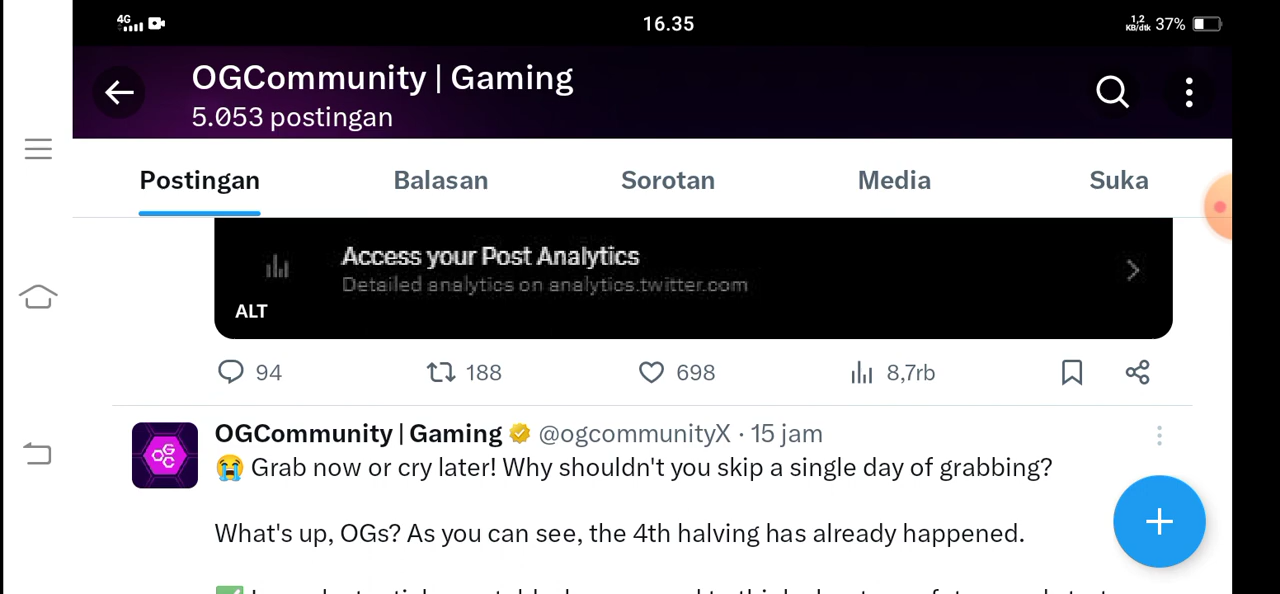 4G 16.35 1,2 KB/dtk 37%
OGCommunity | Gaming
5.053 postingan
Postingan Balasan Sorotan Media Suka
Access your Post Analytics
Detailed analytics on analytics.twitter.com
ALT
94 188 698 8,7rb
OGCommunity | Gaming @ogcommunityX · 15 jam
😭 Grab now or cry later! Why shouldn't you skip a single day of grabbing?
What's up, OGs? As you can see, the 4th halving has already happened.